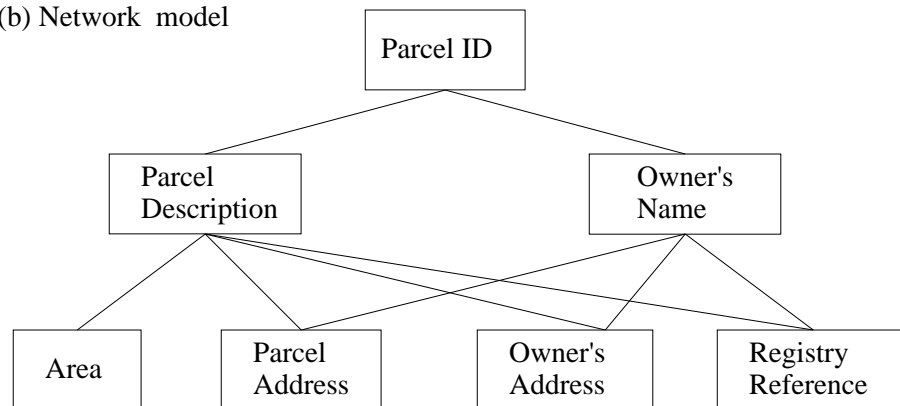 (b) Network model
Parcel ID
Parcel
Description
Owner's
Name
Area
Parcel
Address
Owner's
Address
Registry
Reference